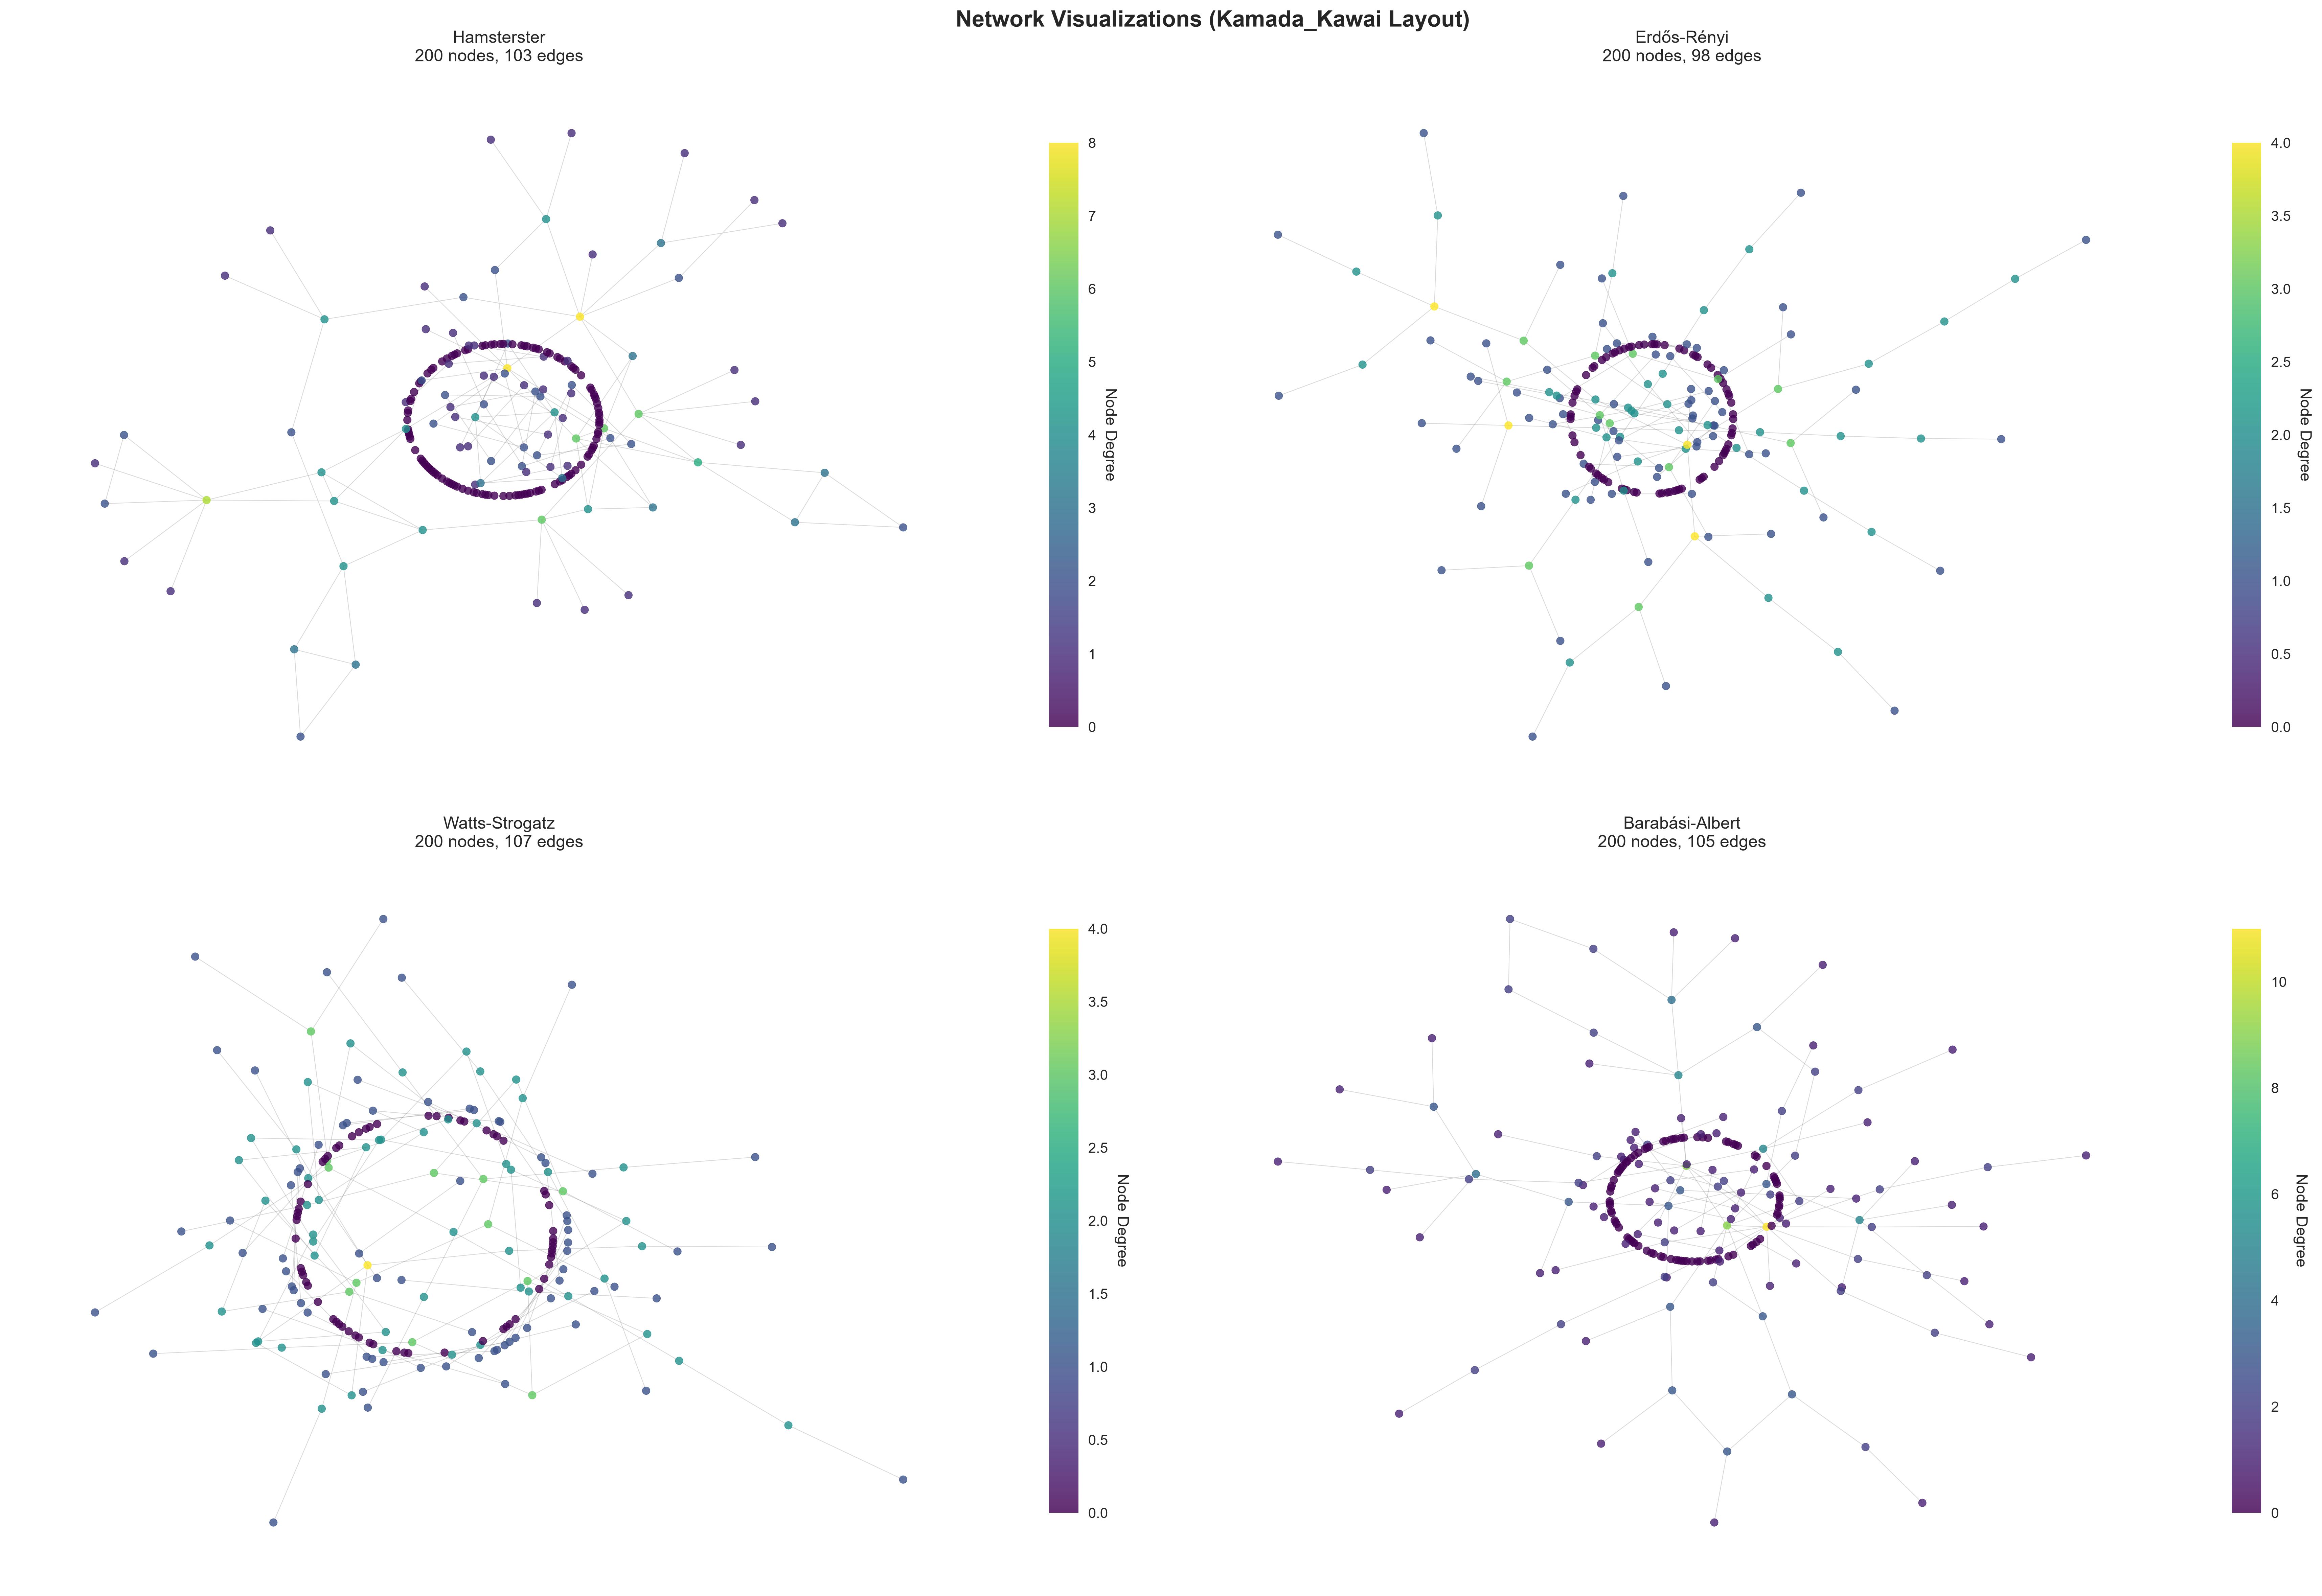 Network Visualizations (Kamada_Kawai Layout)
Hamsterster
200 nodes, 103 edges
8
7
6
5
4
3
2
1
0
Node Degree
Erdős-Rényi
200 nodes, 98 edges
4.0
3.5
3.0
2.5
2.0
1.5
1.0
0.5
0.0
Node Degree
Watts-Strogatz
200 nodes, 107 edges
4.0
3.5
3.0
2.5
2.0
1.5
1.0
0.5
0.0
Node Degree
Barabási-Albert
200 nodes, 105 edges
10
8
6
4
2
0
Node Degree